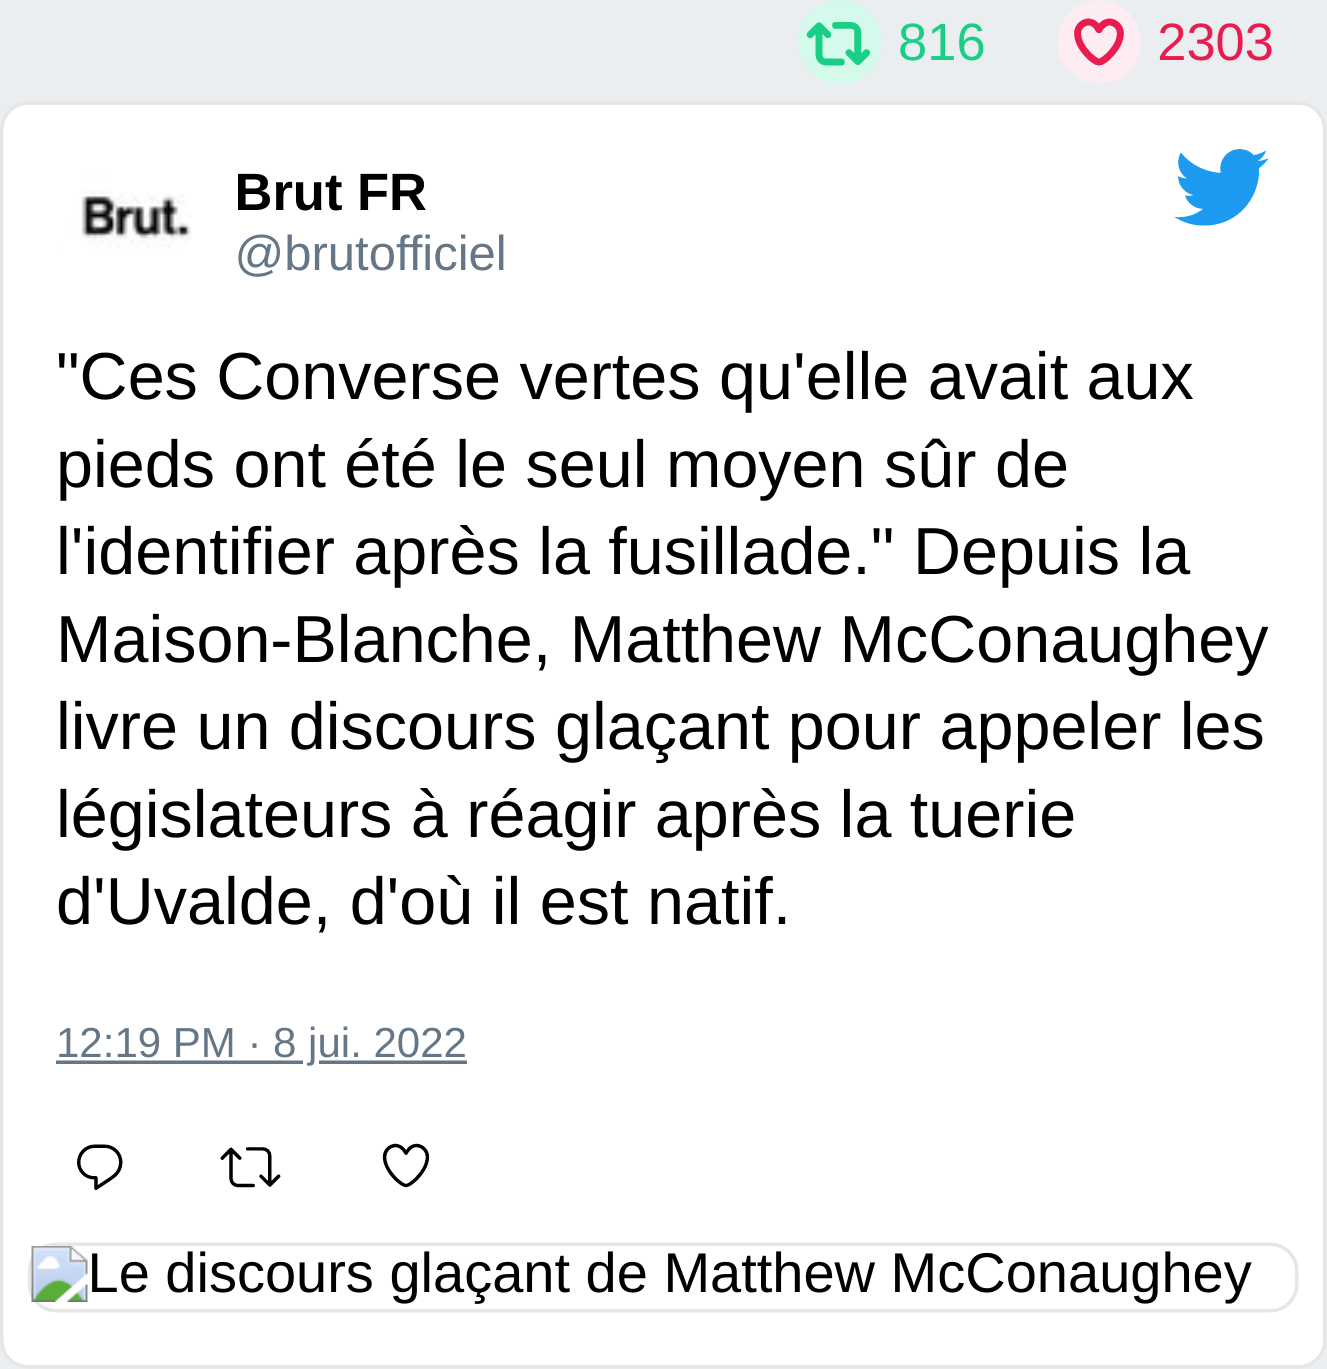 816 2303
Brut.
Brut FR
@brutofficiel
"Ces Converse vertes qu'elle avait aux
pieds ont été le seul moyen sûr de
l'identifier après la fusillade." Depuis la
Maison-Blanche, Matthew McConaughey
livre un discours glaçant pour appeler les
législateurs à réagir après la tuerie
d'Uvalde, d'où il est natif.
12:19 PM · 8 jui. 2022
Le discours glaçant de Matthew McConaughey